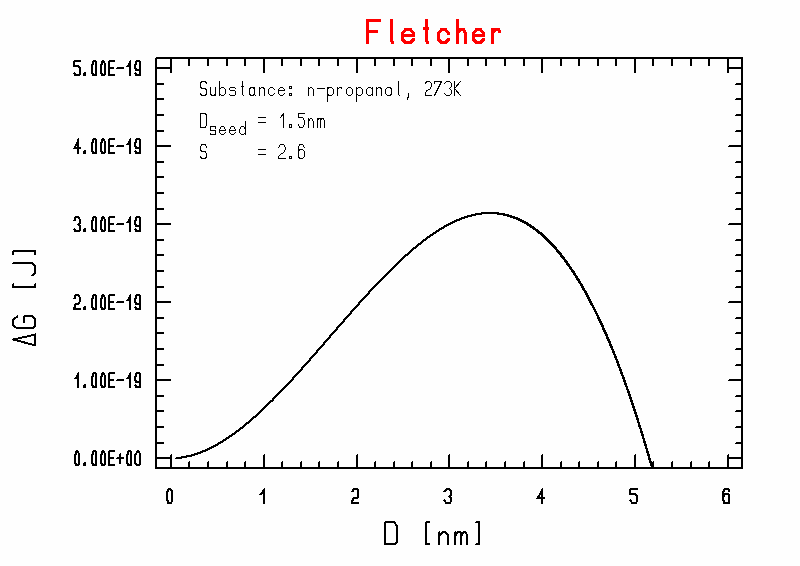 Fletcher
5.00E-19
Substance: n-propanal, 273K
Dseed = 1.5nm
4.00E-19
S = 2.6
3.00E-19
2.00E-19
1.00E-19
0.00E+00
ΔG [J]
0 1 2 3 4 5 6
D [nm]